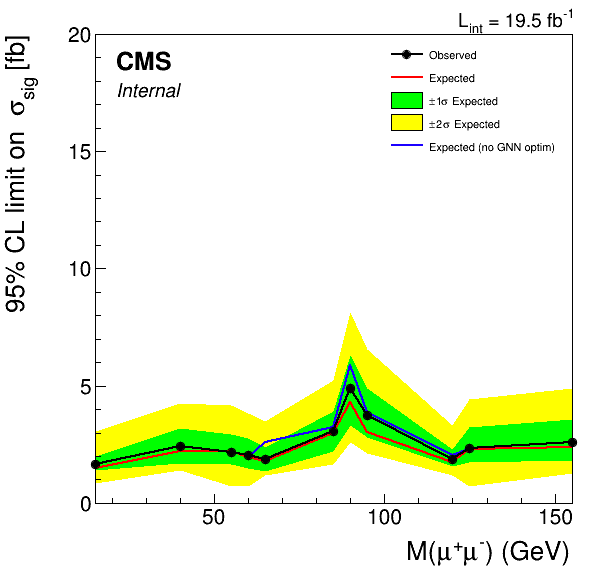 L_int = 19.5 fb^-1
20
CMS
Internal
Observed
Expected
±1σ Expected
±2σ Expected
Expected (no GNN optim)
95% CL limit on σ_sig [fb]
15
10
5
0
50
100
150
M(μ⁺μ⁻) (GeV)